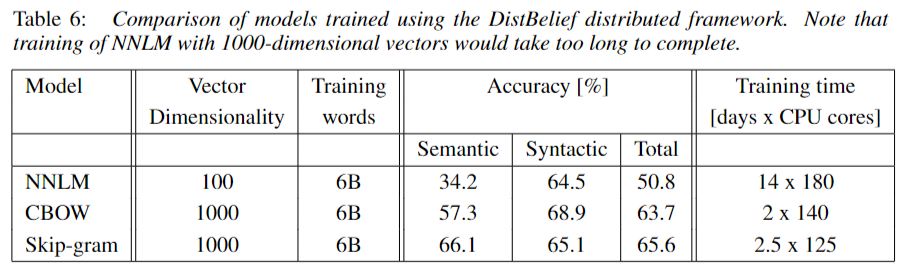 Table 6: Comparison of models trained using the DistBelief distributed framework. Note that
training of NNLM with 1000-dimensional vectors would take too long to complete.
Model Vector Training Accuracy [%] Training time
Dimensionality words [days x CPU cores]
Semantic Syntactic Total
NNLM 100 6B 34.2 64.5 50.8 14 x 180
CBOW 1000 6B 57.3 68.9 63.7 2 x 140
Skip-gram 1000 6B 66.1 65.1 65.6 2.5 x 125